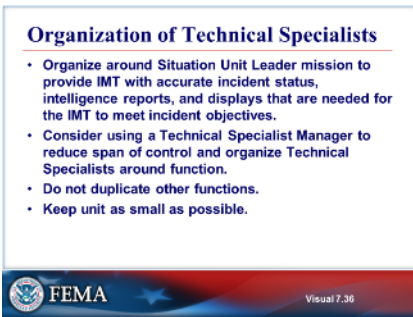 Organization of Technical Specialists
• Organize around Situation Unit Leader mission to
provide IMT with accurate incident status,
intelligence reports, and displays that are needed for
the IMT to meet incident objectives.
• Consider using a Technical Specialist Manager to
reduce span of control and organize Technical
Specialists around function.
• Do not duplicate other functions.
• Keep unit as small as possible.
FEMA
Visual 7.36